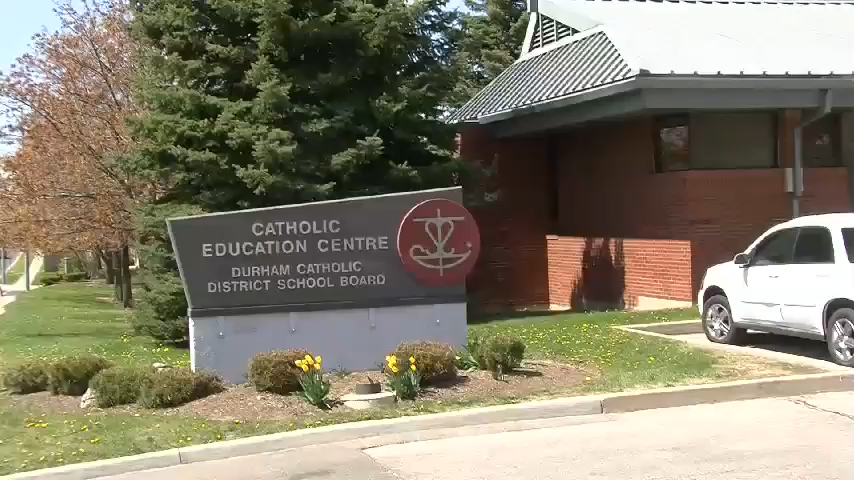 CATHOLIC
EDUCATION CENTRE
DURHAM CATHOLIC
DISTRICT SCHOOL BOARD